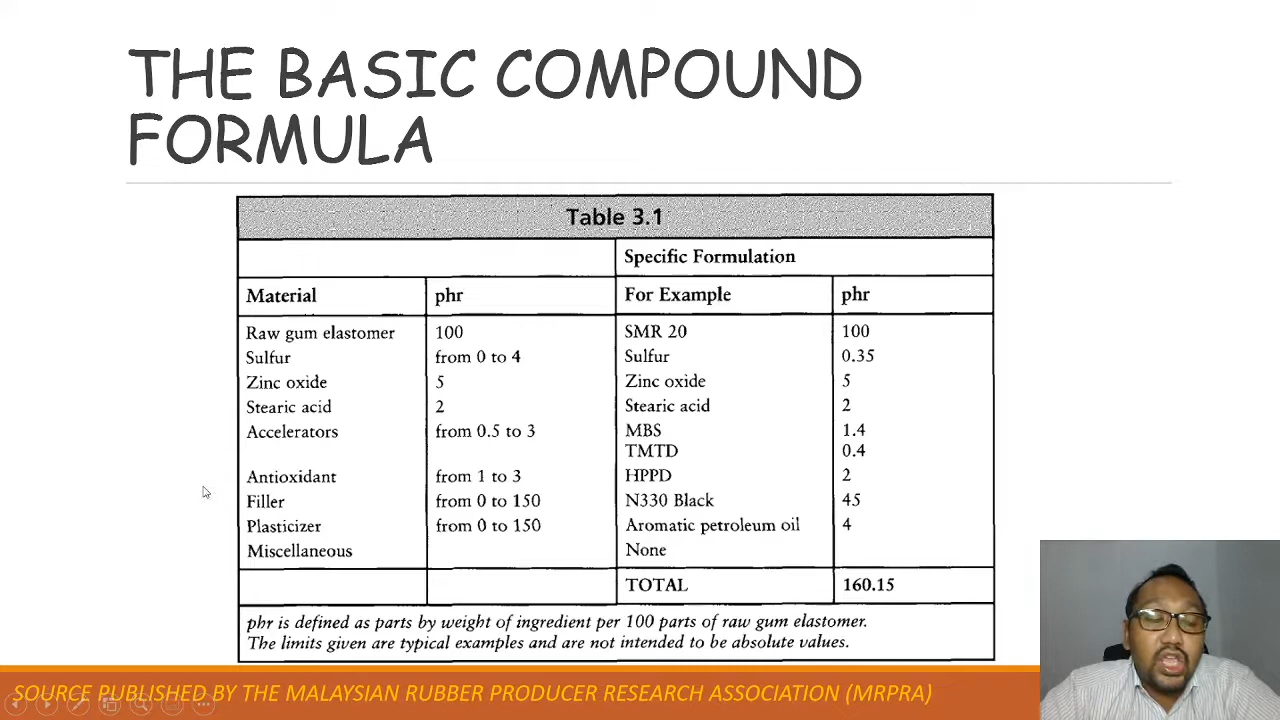 THE BASIC COMPOUND
FORMULA
Table 3.1
Specific Formulation
Material phr For Example phr
Raw gum elastomer 100 SMR 20 100
Sulfur from 0 to 4 Sulfur 0.35
Zinc oxide 5 Zinc oxide 5
Stearic acid 2 Stearic acid 2
Accelerators from 0.5 to 3 MBS 1.4
TMTD 0.4
Antioxidant from 1 to 3 HPPD 2
Filler from 0 to 150 N330 Black 45
Plasticizer from 0 to 150 Aromatic petroleum oil 4
Miscellaneous None
TOTAL 160.15
phr is defined as parts by weight of ingredient per 100 parts of raw gum elastomer.
The limits given are typical examples and are not intended to be absolute values.
SOURCE PUBLISHED BY THE MALAYSIAN RUBBER PRODUCER RESEARCH ASSOCIATION (MRPRA)